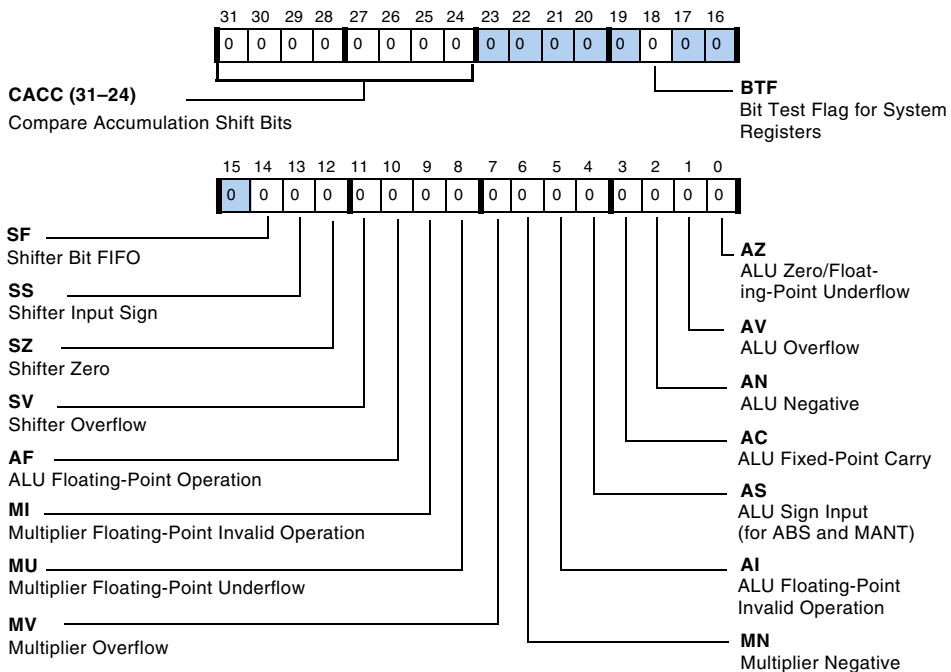 31 30 29 28 27 26 25 24 23 22 21 20 19 18 17 16
0 0 0 0 0 0 0 0 0 0 0 0 0 0 0 0
CACC (31–24)
Compare Accumulation Shift Bits
BTF
Bit Test Flag for System
Registers
15 14 13 12 11 10 9 8 7 6 5 4 3 2 1 0
0 0 0 0 0 0 0 0 0 0 0 0 0 0 0 0
SF
Shifter Bit FIFO
SS
Shifter Input Sign
SZ
Shifter Zero
SV
Shifter Overflow
AF
ALU Floating-Point Operation
MI
Multiplier Floating-Point Invalid Operation
MU
Multiplier Floating-Point Underflow
MV
Multiplier Overflow
AZ
ALU Zero/Float-
ing-Point Underflow
AV
ALU Overflow
AN
ALU Negative
AC
ALU Fixed-Point Carry
AS
ALU Sign Input
(for ABS and MANT)
AI
ALU Floating-Point
Invalid Operation
MN
Multiplier Negative